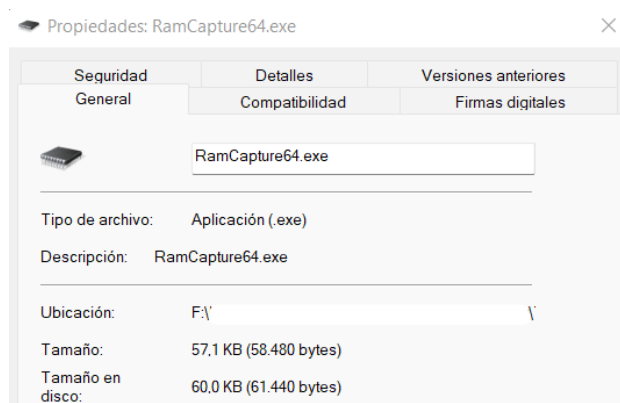 Propiedades: RamCapture64.exe
Seguridad Detalles Versiones anteriores
General Compatibilidad Firmas digitales
RamCapture64.exe
Tipo de archivo: Aplicación (.exe)
Descripción: RamCapture64.exe
Ubicación: F:\ \
Tamaño: 57,1 KB (58.480 bytes)
Tamaño en
disco: 60,0 KB (61.440 bytes)